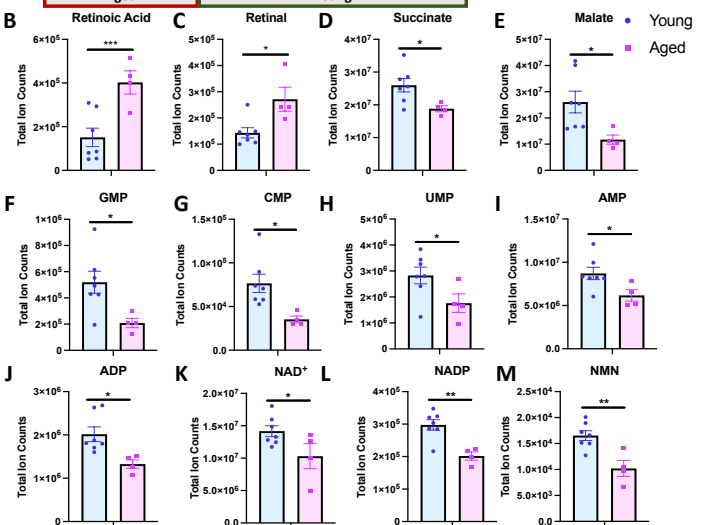 B Retinoic Acid
Total Ion Counts
6×10⁵
4×10⁵
2×10⁵
0
***
C Retinal
Total Ion Counts
5×10⁵
4×10⁵
3×10⁵
2×10⁵
1×10⁵
0
*
D Succinate
Total Ion Counts
4×10⁷
3×10⁷
2×10⁷
1×10⁷
0
*
E Malate
Total Ion Counts
5×10⁷
4×10⁷
3×10⁷
2×10⁷
1×10⁷
0
*
Young
Aged
F GMP
Total Ion Counts
1×10⁶
8×10⁵
6×10⁵
4×10⁵
2×10⁵
0
*
G CMP
Total Ion Counts
1.5×10⁵
1.0×10⁵
5.0×10⁴
0.0
*
H UMP
Total Ion Counts
5×10⁶
4×10⁶
3×10⁶
2×10⁶
1×10⁶
0
*
I AMP
Total Ion Counts
1.5×10⁷
1.0×10⁷
5.0×10⁶
0.0
*
J ADP
Total Ion Counts
3×10⁶
2×10⁶
1×10⁶
0
*
K NAD⁺
Total Ion Counts
2.0×10⁷
1.5×10⁷
1.0×10⁷
5.0×10⁶
0.0
*
L NADP
Total Ion Counts
4×10⁵
3×10⁵
2×10⁵
1×10⁵
0
**
M NMN
Total Ion Counts
2.5×10⁴
2.0×10⁴
1.5×10⁴
1.0×10⁴
5.0×10³
0.0
**